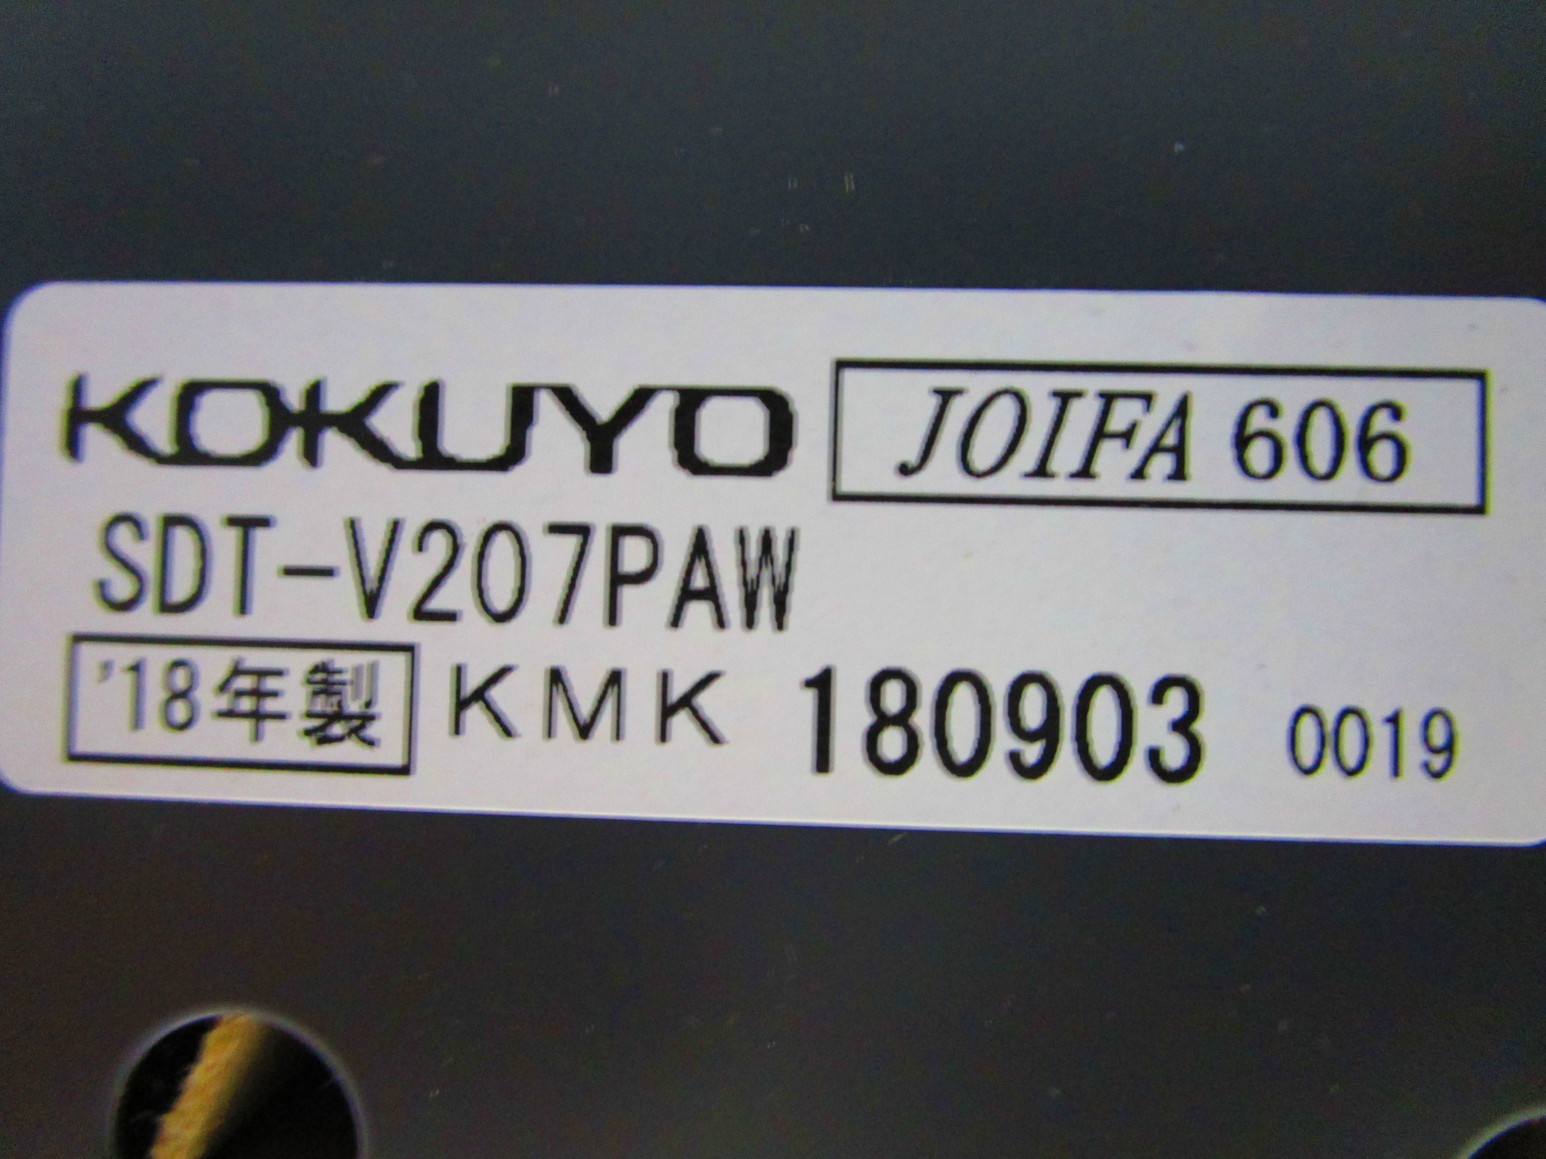 KOKUYO JOIFA 606
SDT-V207PAW
'18年製 KMK 180903 0019